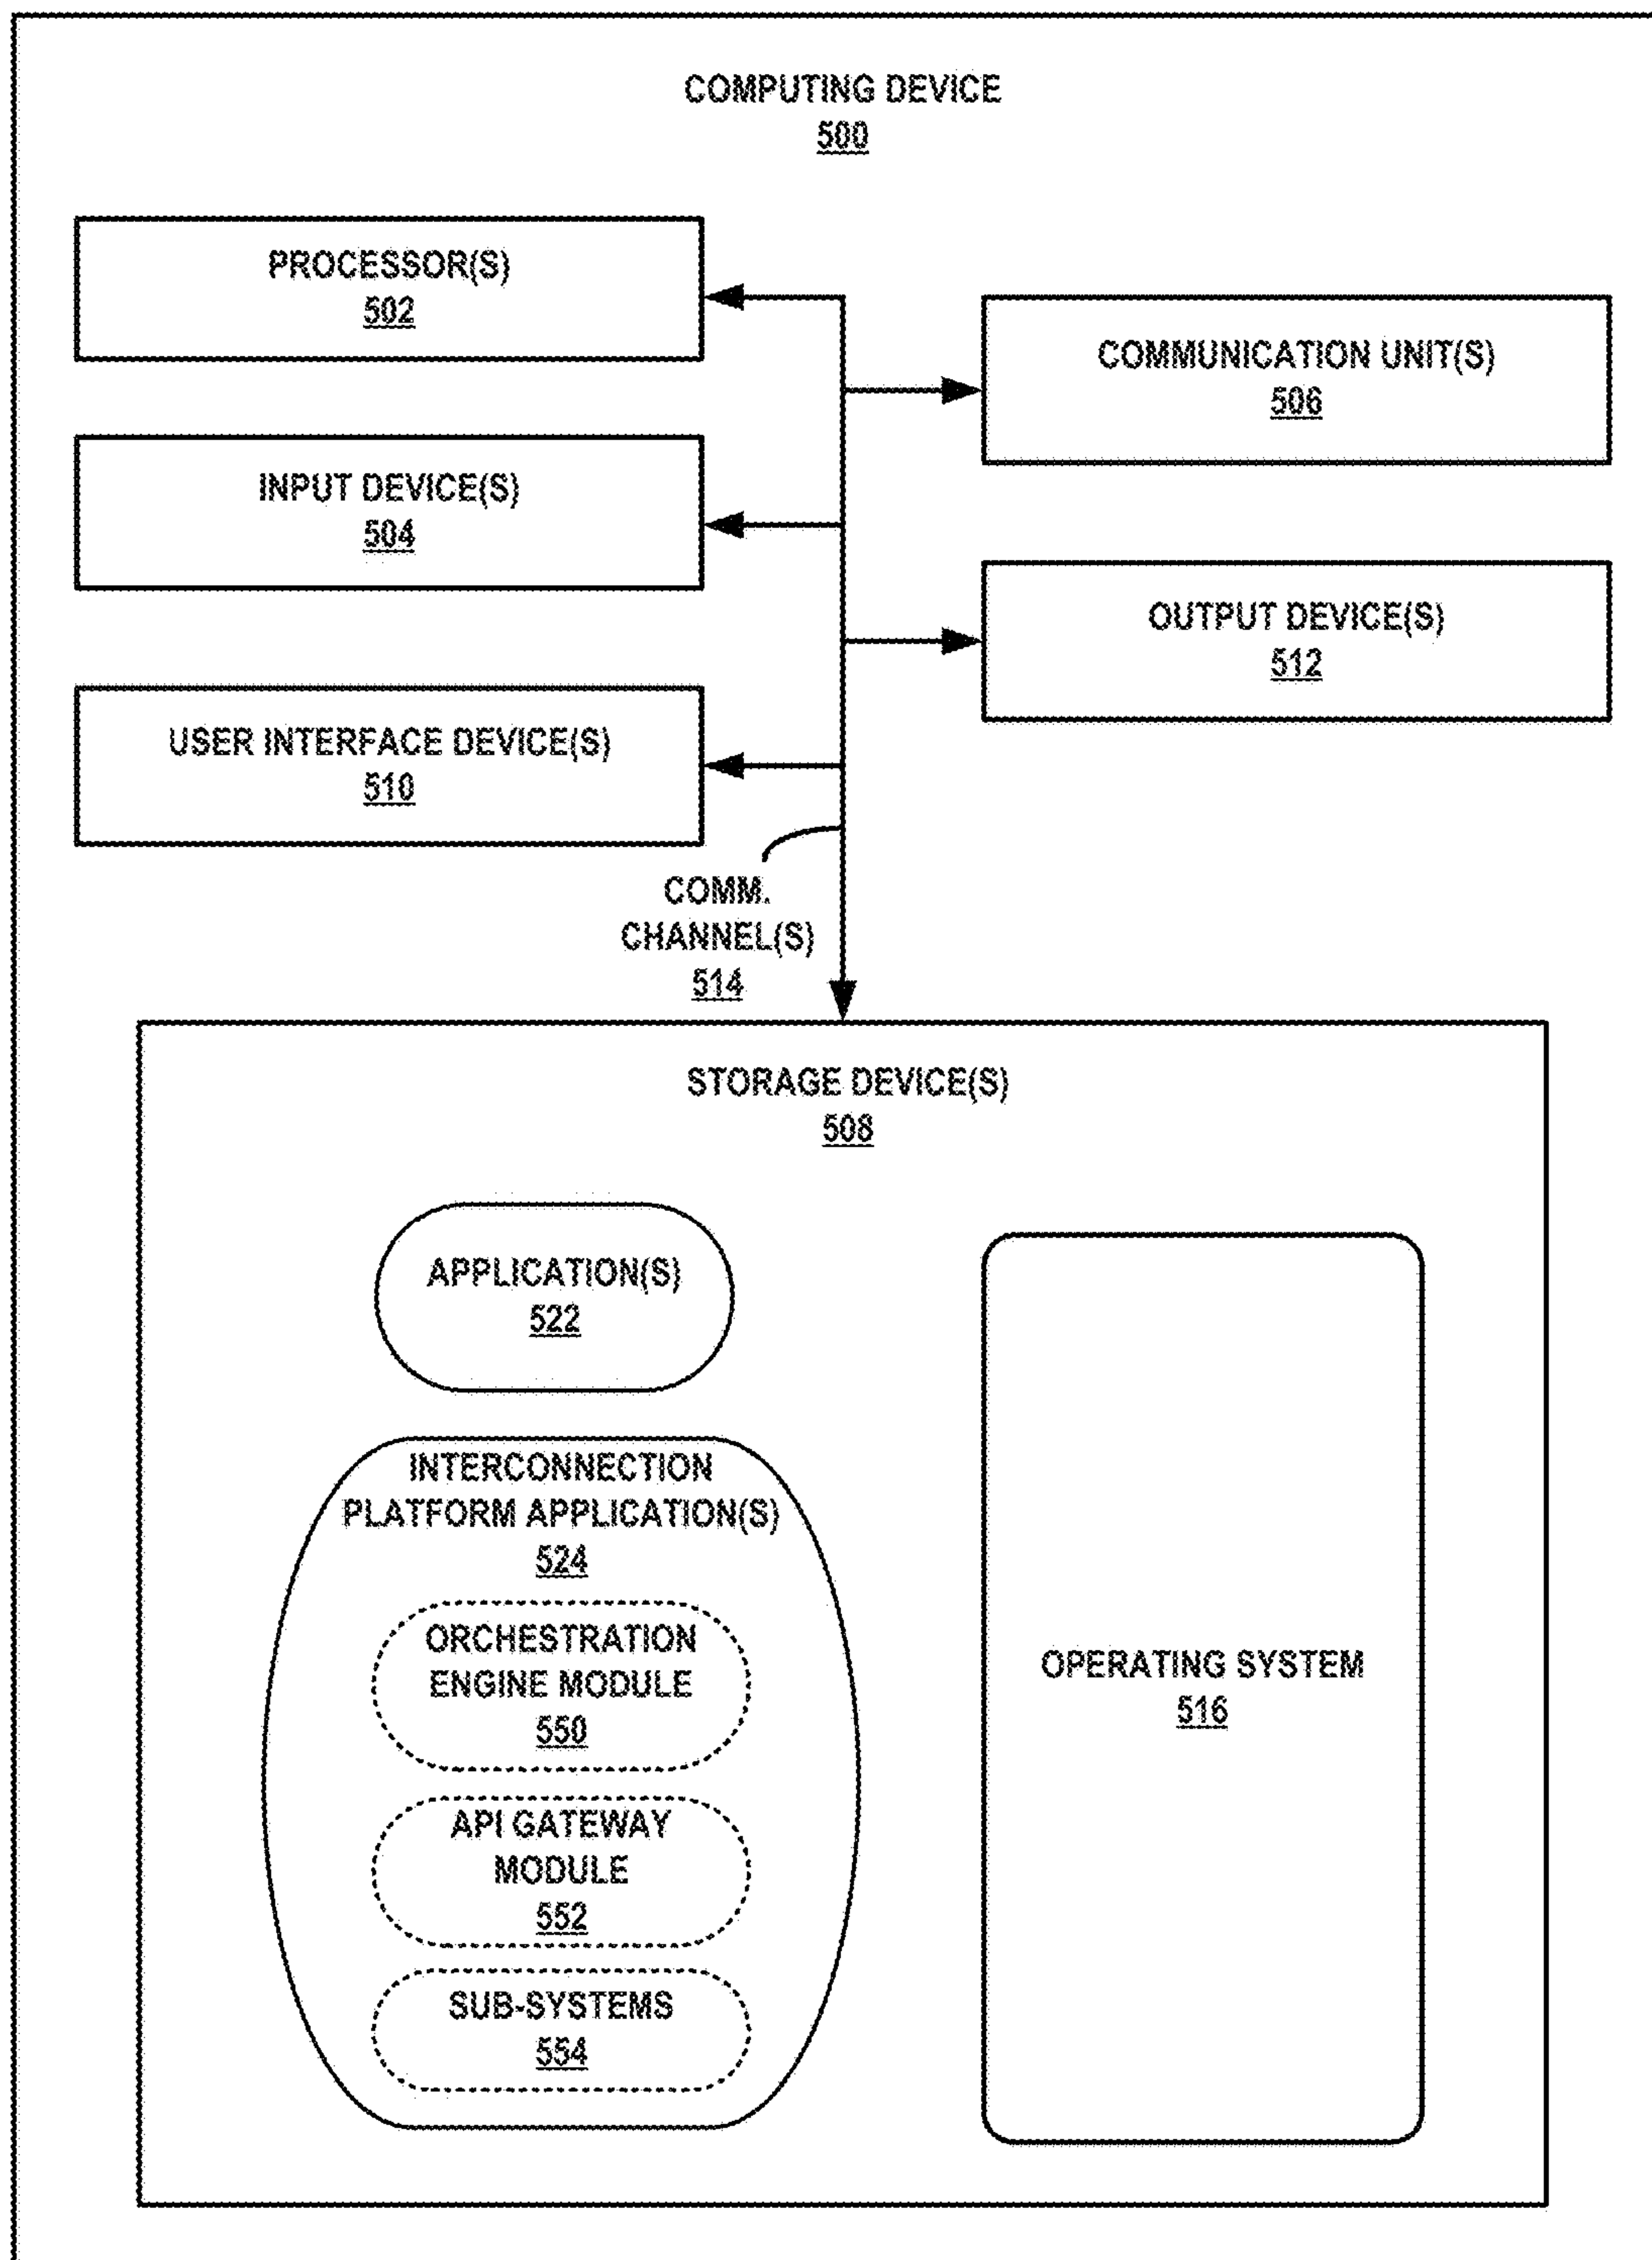 COMPUTING DEVICE
500
PROCESSOR(S)
502
COMMUNICATION UNIT(S)
506
INPUT DEVICE(S)
504
OUTPUT DEVICE(S)
512
USER INTERFACE DEVICE(S)
510
COMM.
CHANNEL(S)
514
STORAGE DEVICE(S)
508
APPLICATION(S)
522
INTERCONNECTION
PLATFORM APPLICATION(S)
524
ORCHESTRATION
ENGINE MODULE
550
API GATEWAY
MODULE
552
SUB-SYSTEMS
554
OPERATING SYSTEM
516